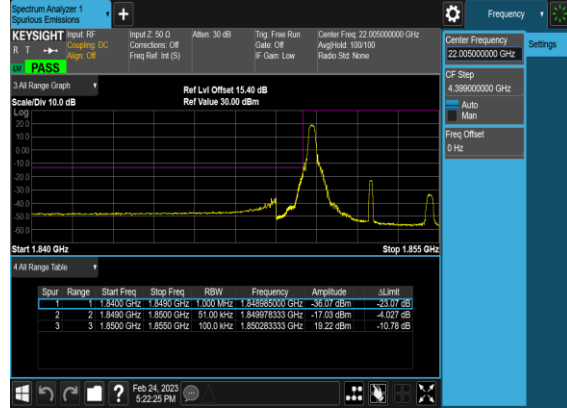 Spectrum Analyzer 1
Spurious Emissions
+
Frequency
KEYSIGHT Input: RF Input Z: 50 Ω Atten: 30 dB Trig: Free Run Center Freq: 22.005000000 GHz
R T Coupling: DC Corrections: Off Gate: Off Avg|Hold: 100/100
Align: Off Freq Ref: Int (S) IF Gain: Low Radio Std: None
PASS
Center Frequency
22.005000000 GHz
Settings
CF Step
4.399000000 GHz
Auto
Man
Freq Offset
0 Hz
3 All Range Graph
Ref Lvl Offset 15.40 dB
Scale/Div 10.0 dB Ref Value 30.00 dBm
Log
20.0
10.0
0.00
-10.0
-20.0
-30.0
-40.0
-50.0
-60.0
Start 1.840 GHz Stop 1.855 GHz
4 All Range Table
Spur Range Start Freq Stop Freq RBW Frequency Amplitude ΔLimit
1 1 1.8400 GHz 1.8490 GHz 1.000 MHz 1.848985000 GHz -36.07 dBm -23.07 dB
2 2 1.8490 GHz 1.8500 GHz 51.00 kHz 1.849978333 GHz -17.03 dBm -4.027 dB
3 3 1.8500 GHz 1.8550 GHz 100.0 kHz 1.850283333 GHz 19.22 dBm -10.78 dB
?
Feb 24, 2023
5:22:25 PM